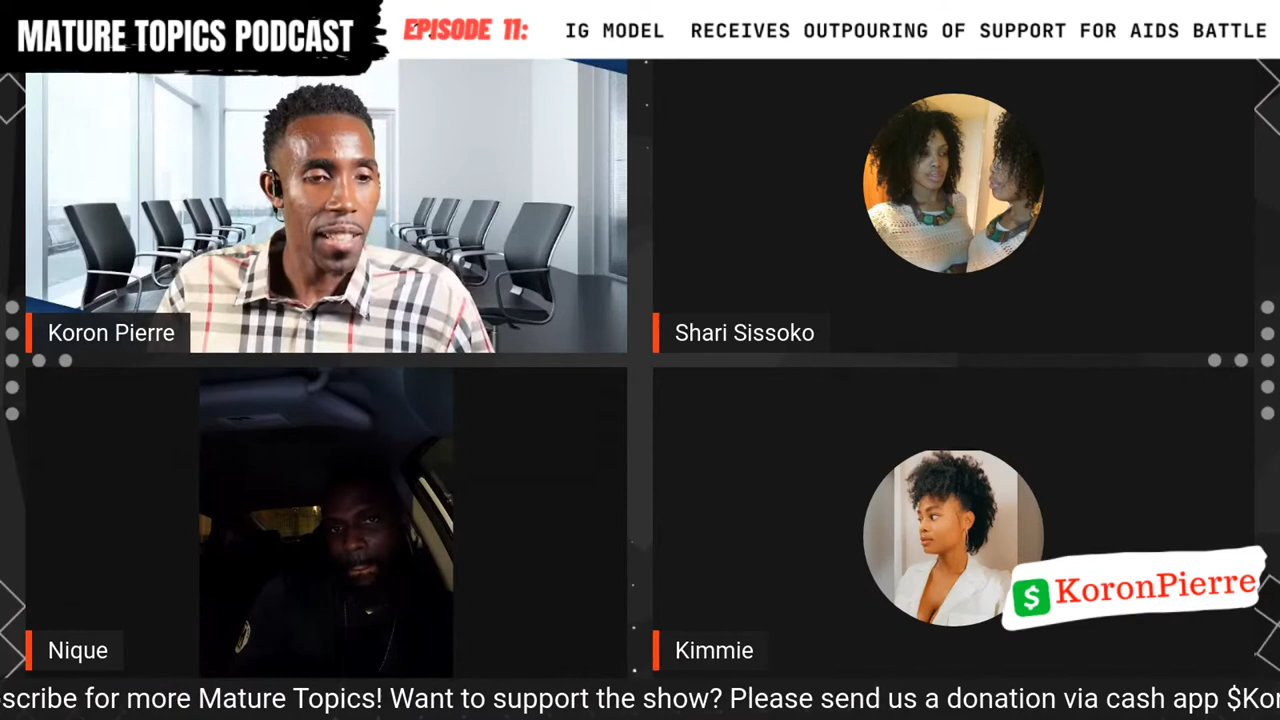 MATURE TOPICS PODCAST
EPISODE 11:
IG MODEL RECEIVES OUTPOURING OF SUPPORT FOR AIDS BATTLE
Koron Pierre
Shari Sissoko
Nique
Kimmie
$ KoronPierre
scribe for more Mature Topics! Want to support the show? Please send us a donation via cash app $Kor